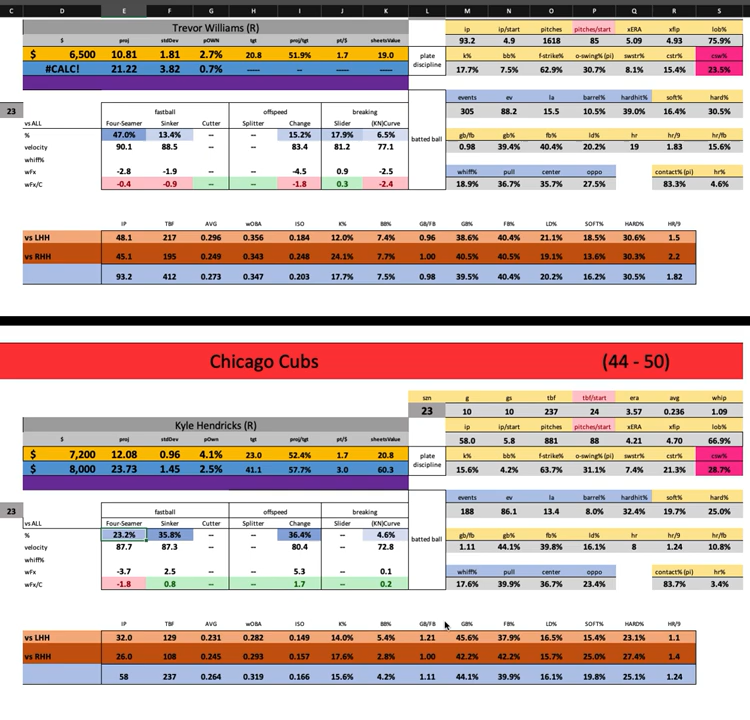 C D E F G H I J K L M N O P Q R S
Trevor Williams (R) ip ip/start pitches pitches/start xERA xfip lob%
$ proj stdDev pOWN tgt proj/tgt pt/$ sheetsValue 93.2 4.9 1618 85 5.09 4.93 75.9%
$ 6,500 10.81 1.81 2.7% 20.8 51.9% 1.7 19.0 plate discipline k% bb% f-strike% o-swing% (pi) swstr% cstr% csw%
#CALC! 21.22 3.82 0.7% — — — — 17.7% 7.5% 62.9% 30.7% 8.1% 15.4% 23.5%
events ev la barrel% hardhit% soft% hard%
23 fastball offspeed breaking 305 88.2 15.5 10.5% 39.0% 16.4% 30.5%
vs ALL Four-Seamer Sinker Cutter Splitter Change Slider (KN)Curve
% 47.0% 13.4% -- -- 15.2% 17.9% 6.5% batted ball gb/fb gb% fb% ld% hr hr/9 hr/fb
velocity 90.1 88.5 -- -- 83.4 81.2 77.1 0.98 39.4% 40.4% 20.2% 19 1.83 15.6%
whiff%
wFx -2.8 -1.9 -- -- -4.5 0.9 -2.5 whiff% pull center oppo contact% (pi) hr%
wFx/C -0.4 -0.9 -- -- -1.8 0.3 -2.4 18.9% 36.7% 35.7% 27.5% 83.3% 4.6%
IP TBF AVG wOBA ISO K% BB% GB/FB GB% FB% LD% SOFT% HARD% HR/9
vs LHH 48.1 217 0.296 0.356 0.184 12.0% 7.4% 0.96 38.6% 40.4% 21.1% 18.5% 30.6% 1.5
vs RHH 45.1 195 0.249 0.343 0.248 24.1% 7.7% 1.00 40.5% 40.5% 19.1% 13.6% 30.3% 2.2
93.2 412 0.273 0.347 0.203 17.7% 7.5% 0.98 39.5% 40.4% 20.2% 16.2% 30.5% 1.82
Chicago Cubs (44 - 50)
szn g gs tbf tbf/start era avg whip
23 10 10 237 24 3.57 0.236 1.09
Kyle Hendricks (R) ip ip/start pitches pitches/start xERA xfip lob%
$ proj stdDev pOwn tgt proj/tgt pt/$ sheetsValue 58.0 5.8 881 88 4.21 4.70 66.9%
$ 7,200 12.08 0.96 4.1% 23.0 52.4% 1.7 20.8 plate discipline k% bb% f-strike% o-swing% (pi) swstr% cstr% csw%
$ 8,000 23.73 1.45 2.5% 41.1 57.7% 3.0 60.3 15.6% 4.2% 63.7% 31.1% 7.4% 21.3% 28.7%
events ev la barrel% hardhit% soft% hard%
23 fastball offspeed breaking 188 86.1 13.4 8.0% 32.4% 19.7% 25.0%
vs ALL Four-Seamer Sinker Cutter Splitter Change Slider (KN)Curve
% 23.2% 35.8% -- -- 36.4% -- 4.6% batted ball gb/fb gb% fb% ld% hr hr/9 hr/fb
velocity 87.7 87.3 -- -- 80.4 -- 72.8 1.11 44.1% 39.8% 16.1% 8 1.24 10.8%
whiff%
wFx -3.7 2.5 -- -- 5.3 -- 0.1 whiff% pull center oppo contact% (pi) hr%
wFx/C -1.8 0.8 -- -- 1.7 -- 0.2 17.6% 39.9% 36.7% 23.4% 83.7% 3.4%
IP TBF AVG wOBA ISO K% BB% GB/FB GB% FB% LD% SOFT% HARD% HR/9
vs LHH 32.0 129 0.231 0.282 0.149 14.0% 5.4% 1.21 45.6% 37.9% 16.5% 15.4% 23.1% 1.1
vs RHH 26.0 108 0.245 0.293 0.157 17.6% 2.8% 1.00 42.2% 42.2% 15.7% 25.0% 27.4% 1.4
58 237 0.264 0.319 0.166 15.6% 4.2% 1.11 44.1% 39.9% 16.1% 19.8% 25.1% 1.24